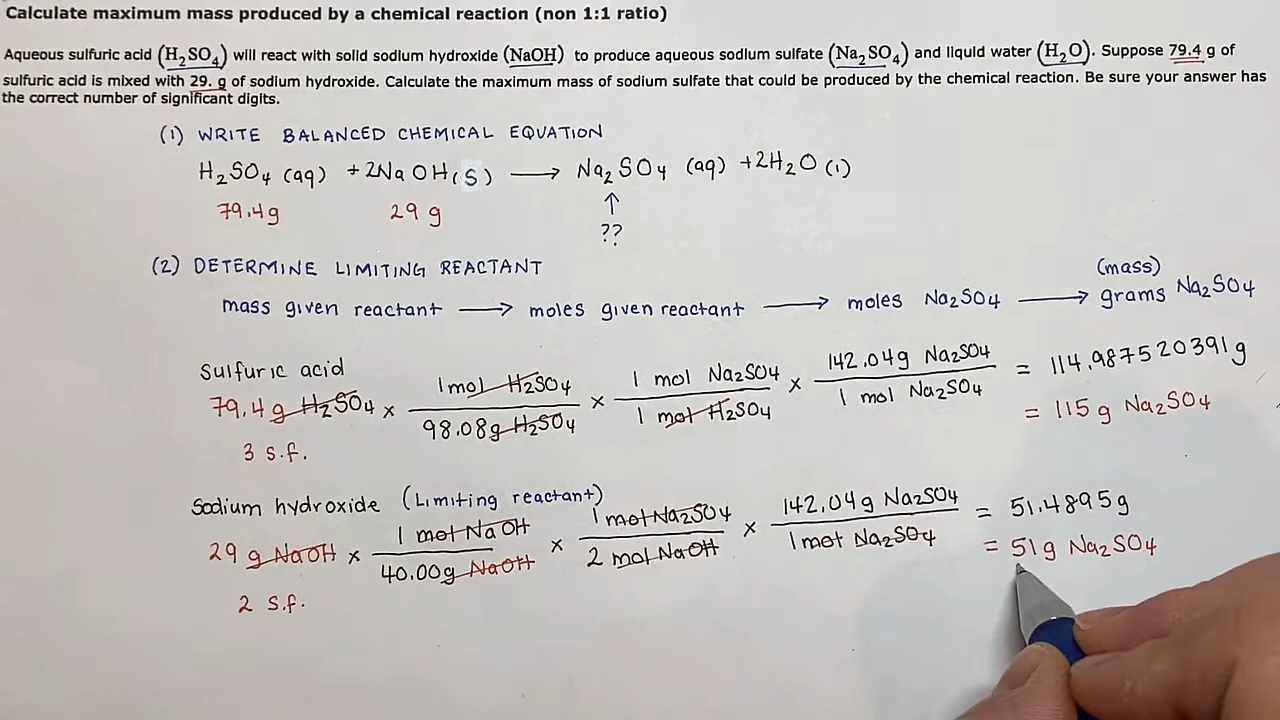 Calculate maximum mass produced by a chemical reaction (non 1:1 ratio)
Aqueous sulfuric acid (H₂SO₄) will react with solid sodium hydroxide (NaOH) to produce aqueous sodium sulfate (Na₂SO₄) and liquid water (H₂O). Suppose 79.4 g of
sulfuric acid is mixed with 29. g of sodium hydroxide. Calculate the maximum mass of sodium sulfate that could be produced by the chemical reaction. Be sure your answer has
the correct number of significant digits.
(1) WRITE BALANCED CHEMICAL EQUATION
H₂SO₄ (aq) + 2NaOH (S) ⟶ Na₂SO₄ (aq) + 2H₂O (l)
79.4g 29 g ↑
??
(2) DETERMINE LIMITING REACTANT
(mass)
mass given reactant ⟶ moles given reactant ⟶ moles Na₂SO₄ ⟶ grams Na₂SO₄
Sulfuric acid
79.4 g H₂SO₄ × 1 mol H₂SO₄ / 98.08g H₂SO₄ × 1 mol Na₂SO₄ / 1 mol H₂SO₄ × 142.04g Na₂SO₄ / 1 mol Na₂SO₄ = 114.987520391 g
= 115 g Na₂SO₄
3 s.f.
Sodium hydroxide (Limiting reactant)
29 g NaOH × 1 mol NaOH / 40.00g NaOH × 1 mol Na₂SO₄ / 2 mol NaOH × 142.04g Na₂SO₄ / 1 mol Na₂SO₄ = 51.4895 g
= 51g Na₂SO₄
2 s.f.